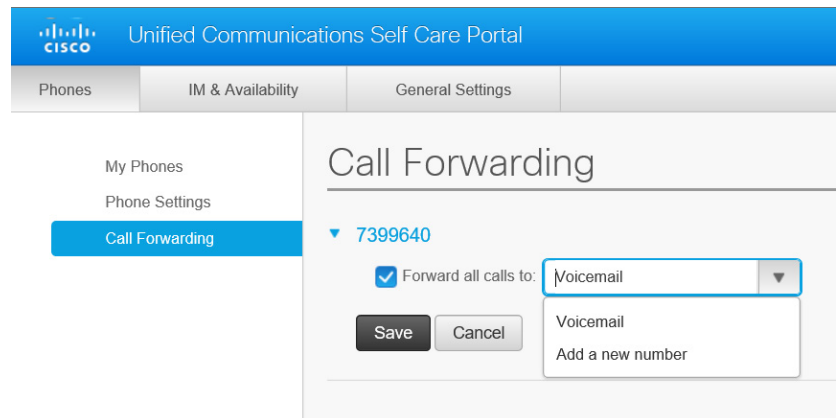 CISCO
Unified Communications Self Care Portal
Phones IM & Availability General Settings
My Phones
Phone Settings
Call Forwarding
Call Forwarding
7399640
Forward all calls to: Voicemail
Voicemail
Add a new number
Save Cancel